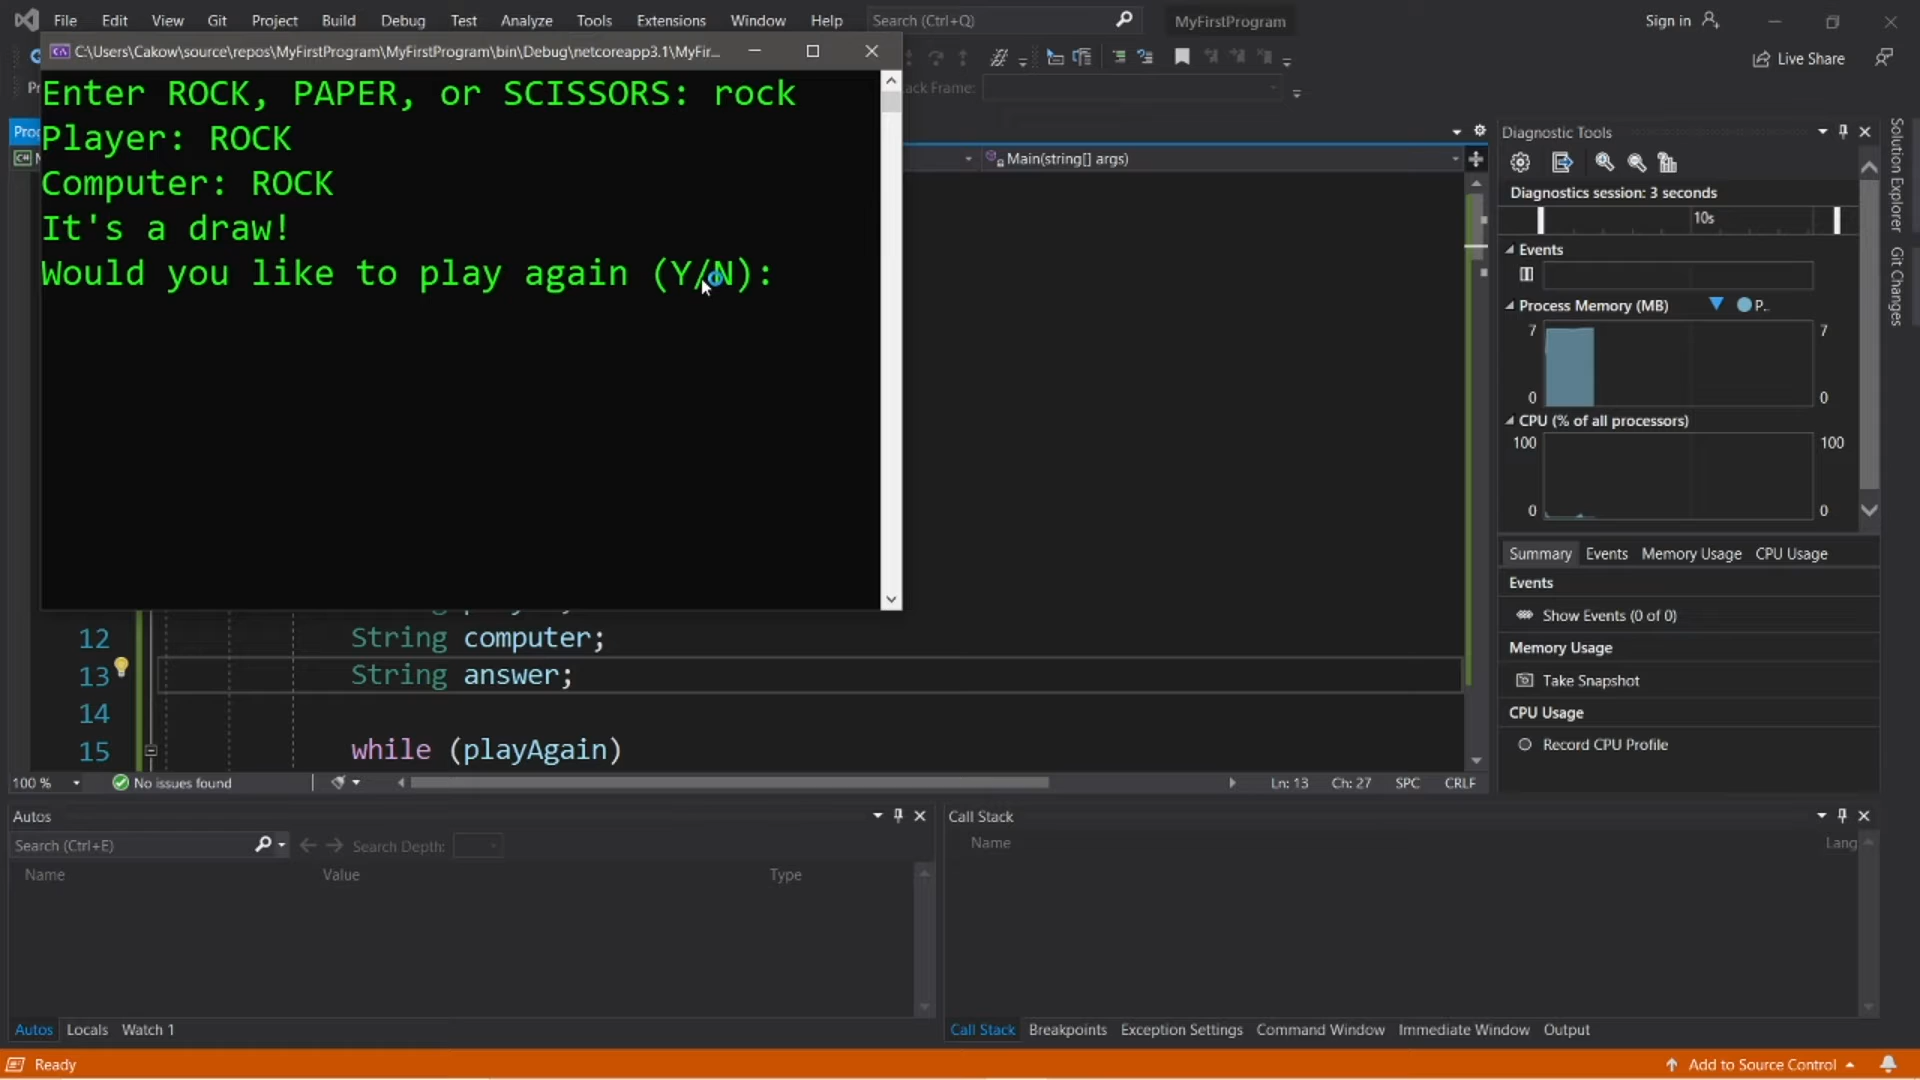 File Edit View Git Project Build Debug Test Analyze Tools Extensions Window Help Search (Ctrl+Q) MyFirstProgram Sign in
C:\Users\Cakow\source\repos\MyFirstProgram\MyFirstProgram\bin\Debug\netcoreapp3.1\MyFir...
Live Share
Enter ROCK, PAPER, or SCISSORS: rock
Player: ROCK
Computer: ROCK
It's a draw!
Would you like to play again (Y/N):
Frame:
Main(string[] args)
12 String computer;
13 String answer;
14
15 while (playAgain)
100 % No issues found Ln: 13 Ch: 27 SPC CRLF
Diagnostic Tools
Diagnostics session: 3 seconds
10s
Events
Process Memory (MB) P..
7 7
0 0
CPU (% of all processors)
100 100
0 0
Summary Events Memory Usage CPU Usage
Events
Show Events (0 of 0)
Memory Usage
Take Snapshot
CPU Usage
Record CPU Profile
Solution Explorer
Git Changes
Autos
Search (Ctrl+E) Search Depth:
Name Value Type
Autos Locals Watch 1
Call Stack
Name Lang
Call Stack Breakpoints Exception Settings Command Window Immediate Window Output
Ready Add to Source Control